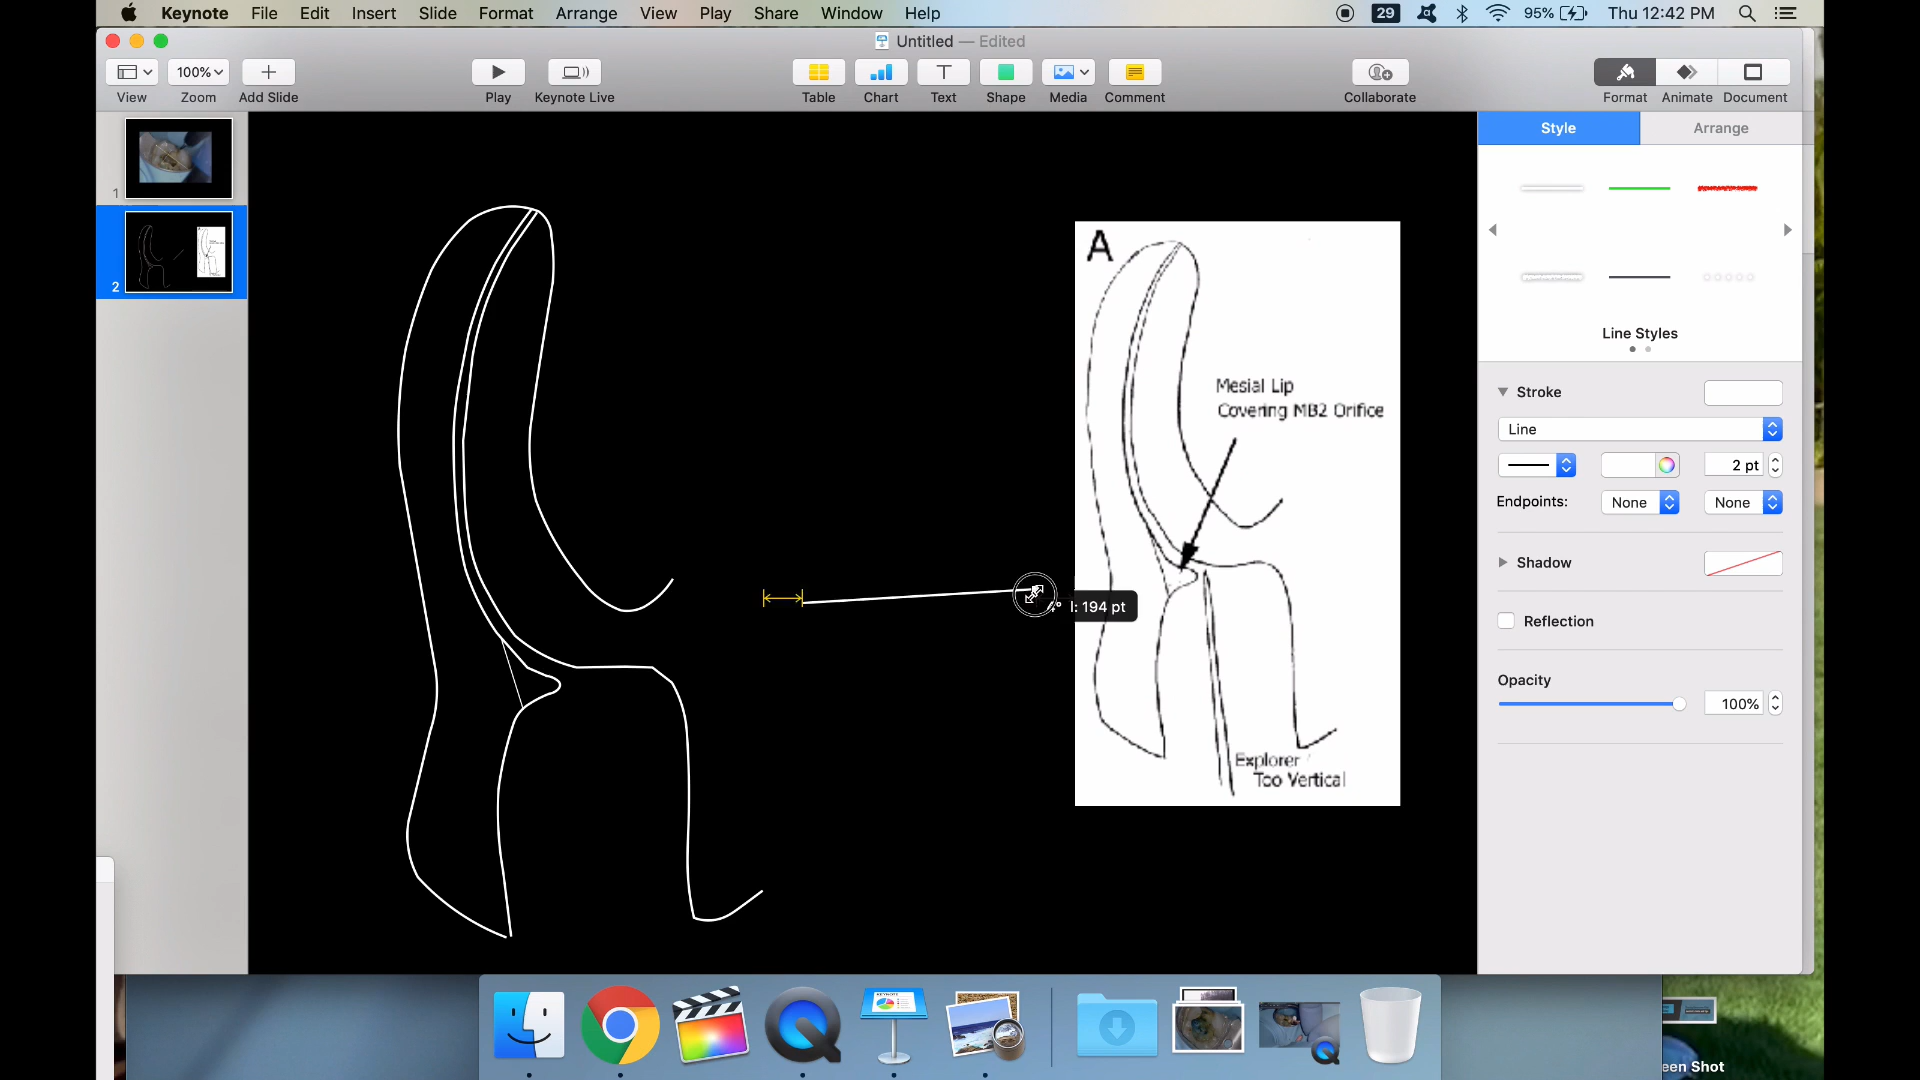 Keynote File Edit Insert Slide Format Arrange View Play Share Window Help
29 95% Thu 12:42 PM
Untitled — Edited
100%
View Zoom Add Slide Play Keynote Live Table Chart Text Shape Media Comment Collaborate Format Animate Document
Style Arrange
1
2
Line Styles
Stroke
Line
2 pt
Endpoints: None None
Shadow
Reflection
Opacity
100%
A
Mesial Lip
Covering MB2 Orifice
l: 194 pt
Explorer
Too Vertical
KEYNOTE
een Shot